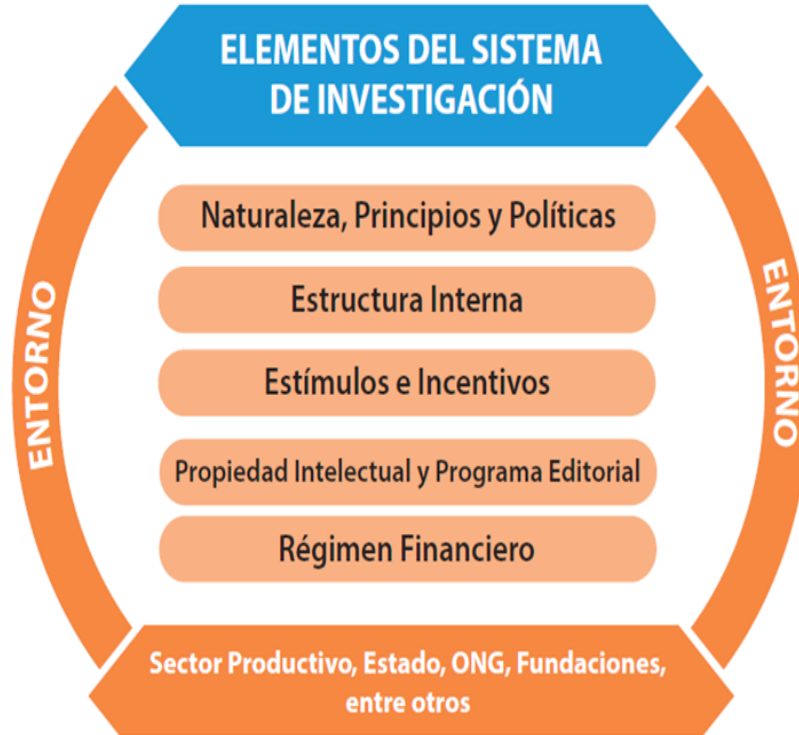 ELEMENTOS DEL SISTEMA
DE INVESTIGACIÓN
Naturaleza, Principios y Políticas
Estructura Interna
Estímulos e Incentivos
Propiedad Intelectual y Programa Editorial
Régimen Financiero
ENTORNO
ENTORNO
Sector Productivo, Estado, ONG, Fundaciones,
entre otros